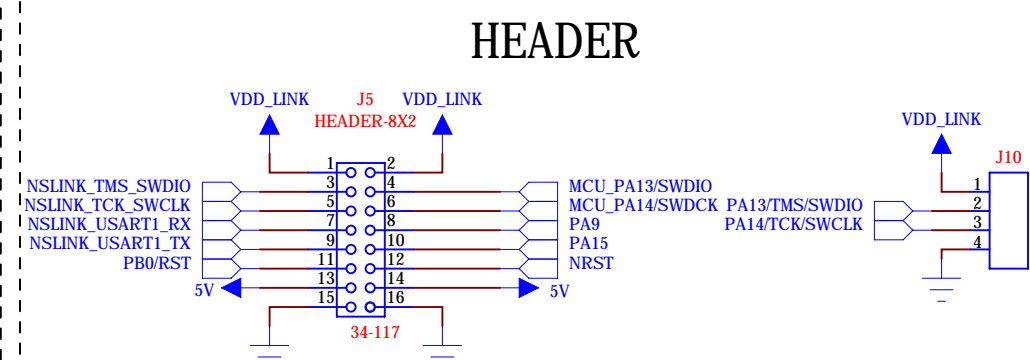 HEADER
VDD_LINK J5 VDD_LINK
HEADER-8X2
VDD_LINK
J10
1 2
NSLINK_TMS_SWDIO 3 4 MCU_PA13/SWDIO
NSLINK_TCK_SWCLK 5 6 MCU_PA14/SWDCK
NSLINK_USART1_RX 7 8 PA9
NSLINK_USART1_TX 9 10 PA15
PB0/RST 11 12 NRST
5V 13 14 5V
15 16
34-117
1
PA13/TMS/SWDIO 2
PA14/TCK/SWCLK 3
4